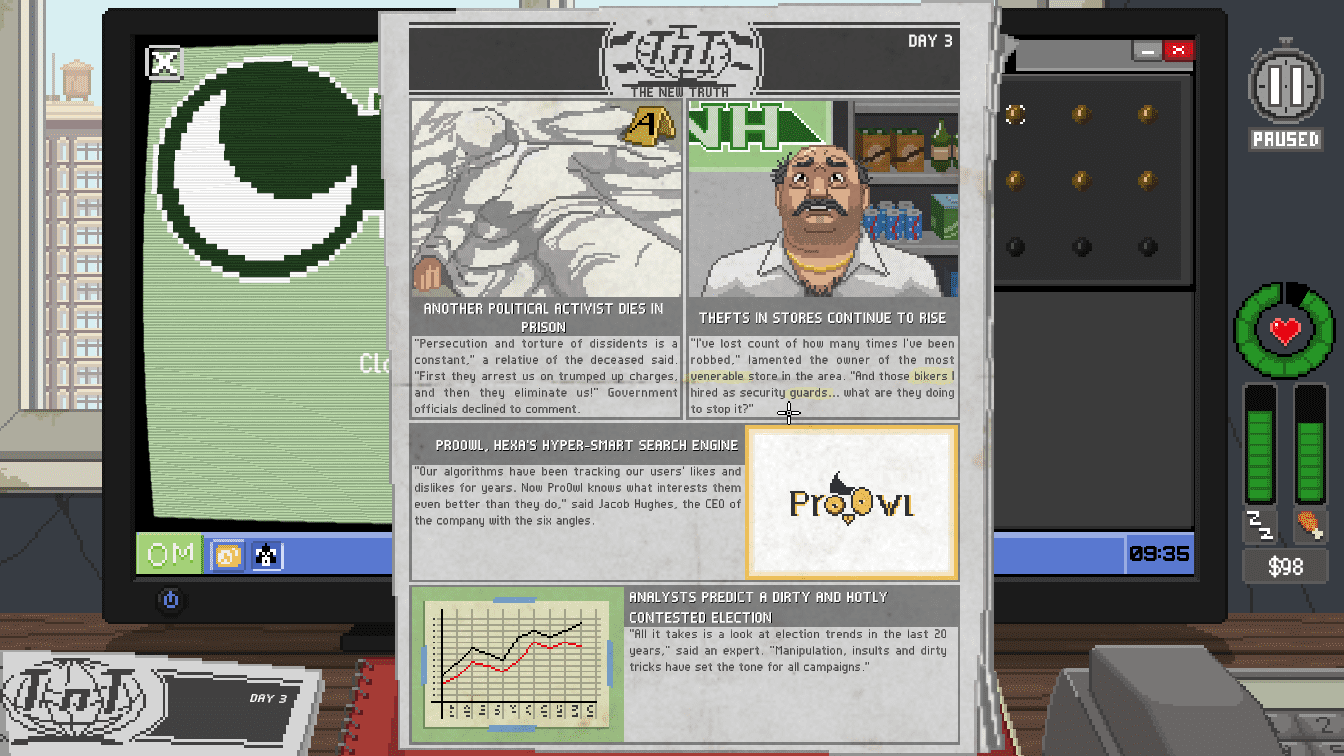 TnT
THE NEW TRUTH
DAY 3
A
NH
ANOTHER POLITICAL ACTIVIST DIES IN
PRISON
"Persecution and torture of dissidents is a
constant," a relative of the deceased said.
"First they arrest us on trumped up charges,
and then they eliminate us!" Government
officials declined to comment.
THEFTS IN STORES CONTINUE TO RISE
"I've lost count of how many times I've been
robbed," lamented the owner of the most
venerable store in the area. "And those bikers I
hired as security guards... what are they doing
to stop it?"
PROOWL, HEXA'S HYPER-SMART SEARCH ENGINE
"Our algorithms have been tracking our users' likes and
dislikes for years. Now ProOwl knows what interests them
even better than they do," said Jacob Hughes, the CEO of
the company with the six angles.
ProOwl
ANALYSTS PREDICT A DIRTY AND HOTLY
CONTESTED ELECTION
"All it takes is a look at election trends in the last 20
years," said an expert. "Manipulation, insults and dirty
tricks have set the tone for all campaigns."
Clo
OM
09:35
PAUSED
$98
TnT
DAY 3
2